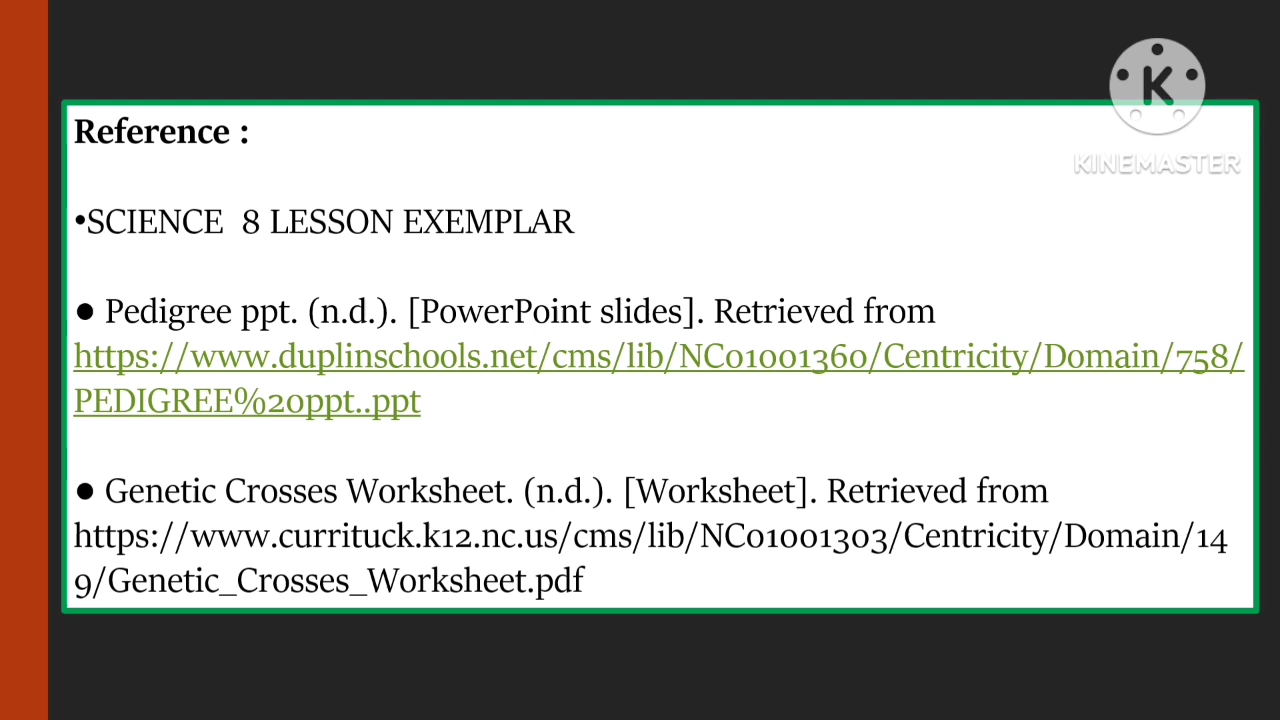 Reference :
•SCIENCE  8 LESSON EXEMPLAR
● Pedigree ppt. (n.d.). [PowerPoint slides]. Retrieved from
https://www.duplinschools.net/cms/lib/NC01001360/Centricity/Domain/758/
PEDIGREE%20ppt..ppt
● Genetic Crosses Worksheet. (n.d.). [Worksheet]. Retrieved from
https://www.currituck.k12.nc.us/cms/lib/NC01001303/Centricity/Domain/14
9/Genetic_Crosses_Worksheet.pdf
K
KINEMASTER